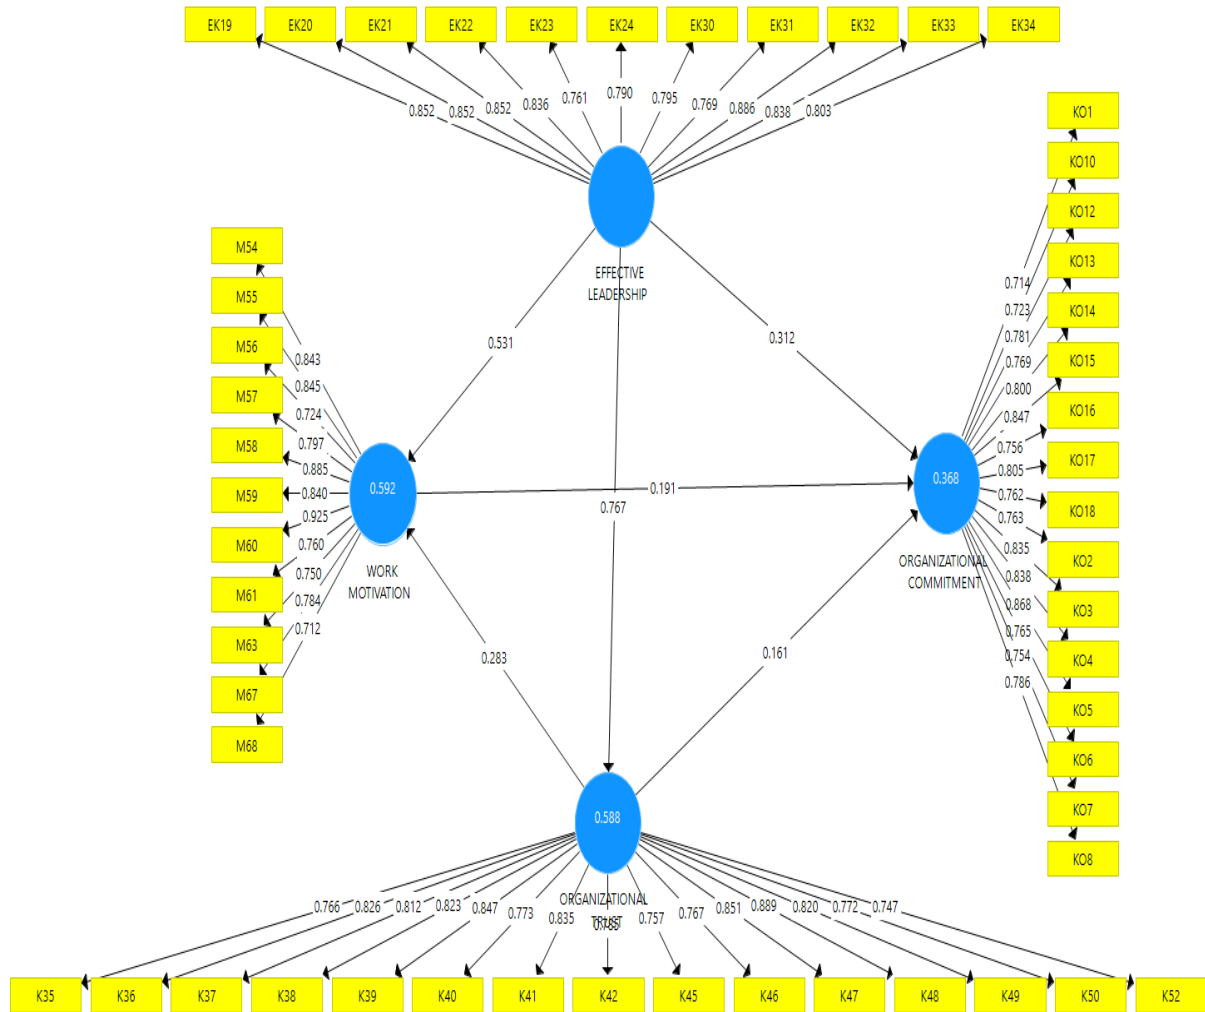 EK19 EK20 EK21 EK22 EK23 EK24 EK30 EK31 EK32 EK33 EK34
0.852 0.852 0.852 0.836 0.761 0.790 0.795 0.769 0.886 0.838 0.803
EFFECTIVE
LEADERSHIP
M54
M55
M56
M57
M58
M59
M60
M61
M63
M67
M68
0.843
0.845
0.724
0.797
0.885
0.840
0.925
0.760
0.750
0.784
0.712
0.592
WORK
MOTIVATION
0.531
0.312
0.191
0.767
0.283
0.161
0.368
ORGANIZATIONAL
COMMITMENT
0.714
0.723
0.781
0.769
0.800
0.847
0.756
0.805
0.762
0.763
0.835
0.838
0.868
0.765
0.754
0.786
KO1
KO10
KO12
KO13
KO14
KO15
KO16
KO17
KO18
KO2
KO3
KO4
KO5
KO6
KO7
KO8
0.588
ORGANIZATIONAL
TRUST
0.766 0.826 0.812 0.823 0.847 0.773 0.835 0.785 0.757 0.767 0.851 0.889 0.820 0.772 0.747
K35 K36 K37 K38 K39 K40 K41 K42 K45 K46 K47 K48 K49 K50 K52